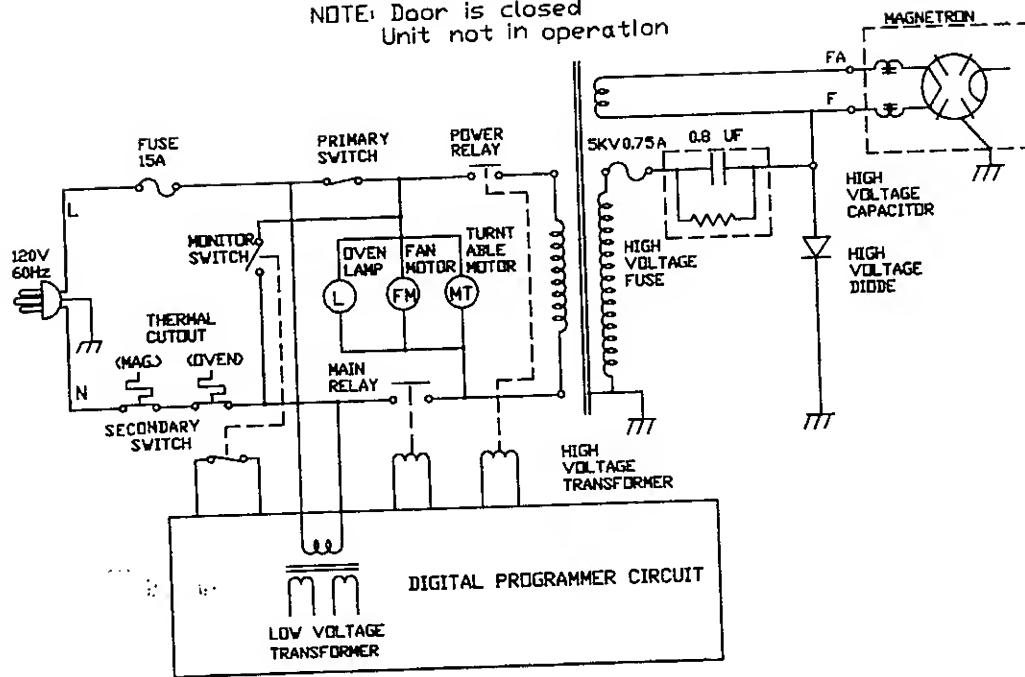 NOTE: Door is closed
Unit not in operation
MAGNETRON
FA
F
FUSE
15A
PRIMARY
SWITCH
POWER
RELAY
5KV 0.75A
0.8 UF
L
HIGH
VOLTAGE
CAPACITOR
MONITOR
SWITCH
OVEN
LAMP
FAN
MOTOR
TURNT
ABLE
MOTOR
120V
60Hz
HIGH
VOLTAGE
FUSE
HIGH
VOLTAGE
DIODE
L
FM
MT
THERMAL
CUTOUT
(MAG.)
(OVEN)
N
MAIN
RELAY
SECONDARY
SWITCH
HIGH
VOLTAGE
TRANSFORMER
DIGITAL PROGRAMMER CIRCUIT
LOW VOLTAGE
TRANSFORMER